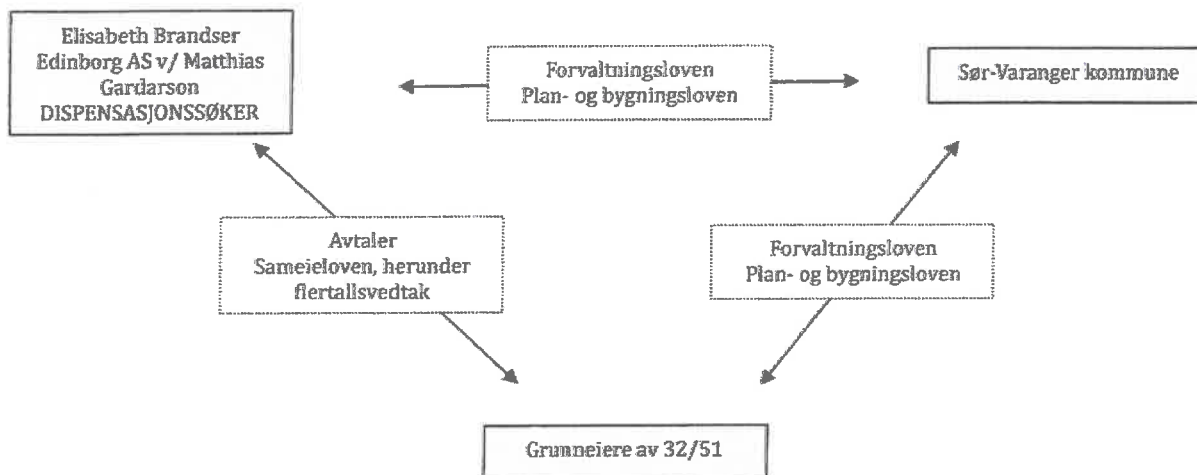 Elisabeth Brandser
Edinborg AS v/ Matthias
Gardarson
DISPENSASJONSSØKER
Forvaltningsloven
Plan- og bygningsloven
Sør-Varanger kommune
Avtaler
Sameieloven, herunder
flertallsvedtak
Forvaltningsloven
Plan- og bygningsloven
Grunneiere av 32/51